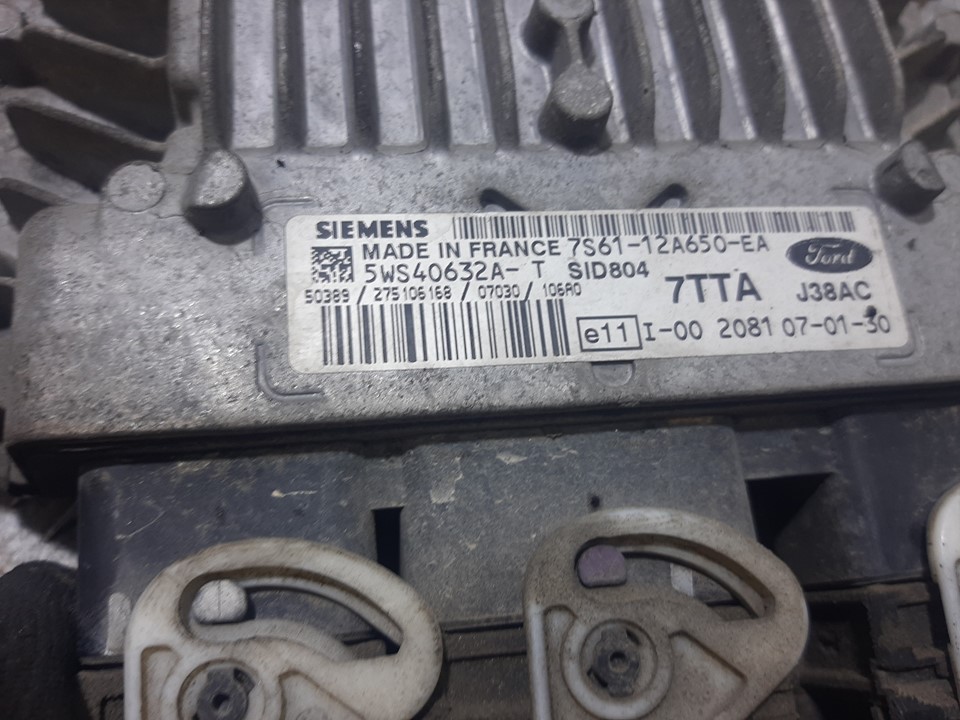 SIEMENS
MADE IN FRANCE 7S61-12A650-EA
Ford
5WS40632A- T SID804
7TTA J38AC
50389 / 275106168 / 07030 / 106A0
e11 I-00 2081 07-01-30